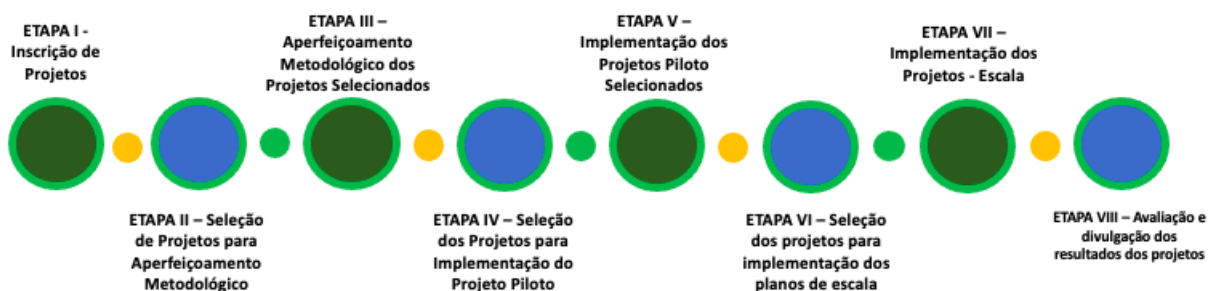 ETAPA I -
Inscrição de
Projetos
ETAPA II – Seleção
de Projetos para
Aperfeiçoamento
Metodológico
ETAPA III –
Aperfeiçoamento
Metodológico dos
Projetos Selecionados
ETAPA IV – Seleção
dos Projetos para
Implementação do
Projeto Piloto
ETAPA V –
Implementação dos
Projetos Piloto
Selecionados
ETAPA VI – Seleção
dos projetos para
implementação dos
planos de escala
ETAPA VII –
Implementação dos
Projetos - Escala
ETAPA VIII – Avaliação e
divulgação dos
resultados dos projetos